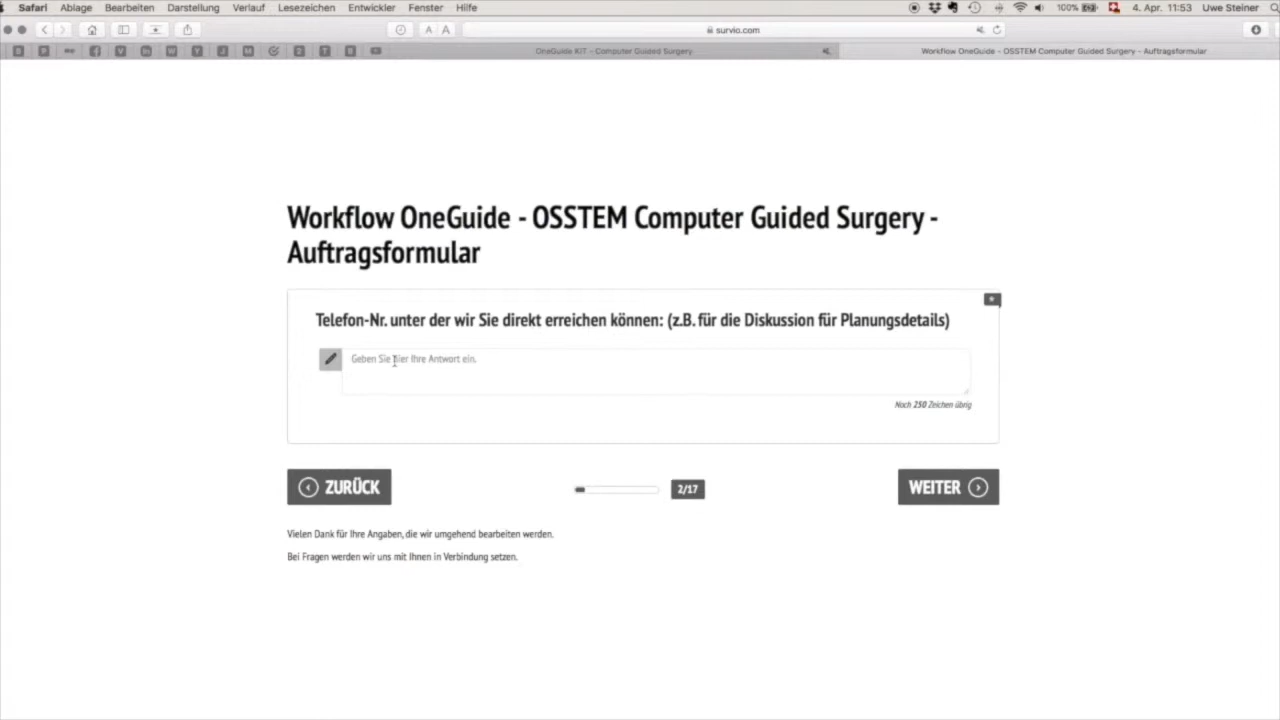 Safari Ablage Bearbeiten Darstellung Verlauf Lesezeichen Entwickler Fenster Hilfe 100% 4. Apr. 11:53 Uwe Steiner
A A survio.com
OneGuide KIT - Computer Guided Surgery Workflow OneGuide - OSSTEM Computer Guided Surgery - Auftragsformular
Workflow OneGuide - OSSTEM Computer Guided Surgery -
Auftragsformular
Telefon-Nr. unter der wir Sie direkt erreichen können: (z.B. für die Diskussion für Planungsdetails)
Geben Sie hier Ihre Antwort ein.
Noch 250 Zeichen übrig
ZURÜCK 2/17 WEITER
Vielen Dank für Ihre Angaben, die wir umgehend bearbeiten werden.
Bei Fragen werden wir uns mit Ihnen in Verbindung setzen.